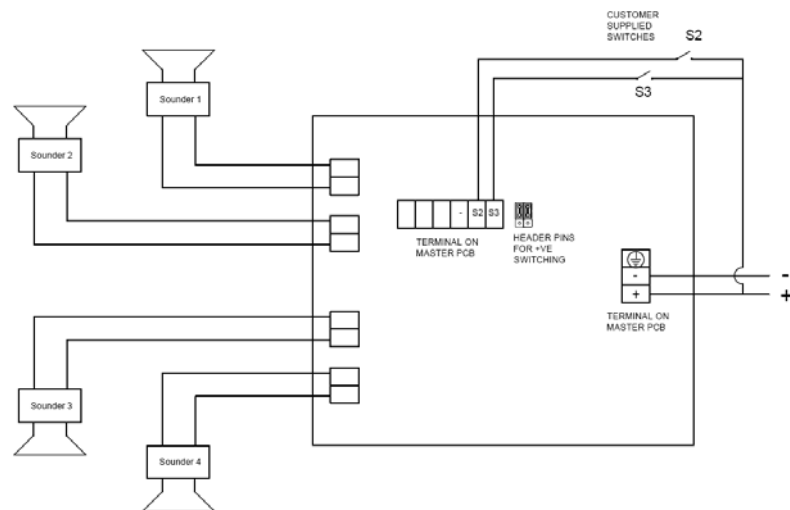 CUSTOMER
SUPPLIED
SWITCHES
S2
S3
Sounder 1
Sounder 2
- S2 S3
TERMINAL ON
MASTER PCB
HEADER PINS
FOR +VE
SWITCHING
-
+
-
+
TERMINAL ON
MASTER PCB
Sounder 3
Sounder 4